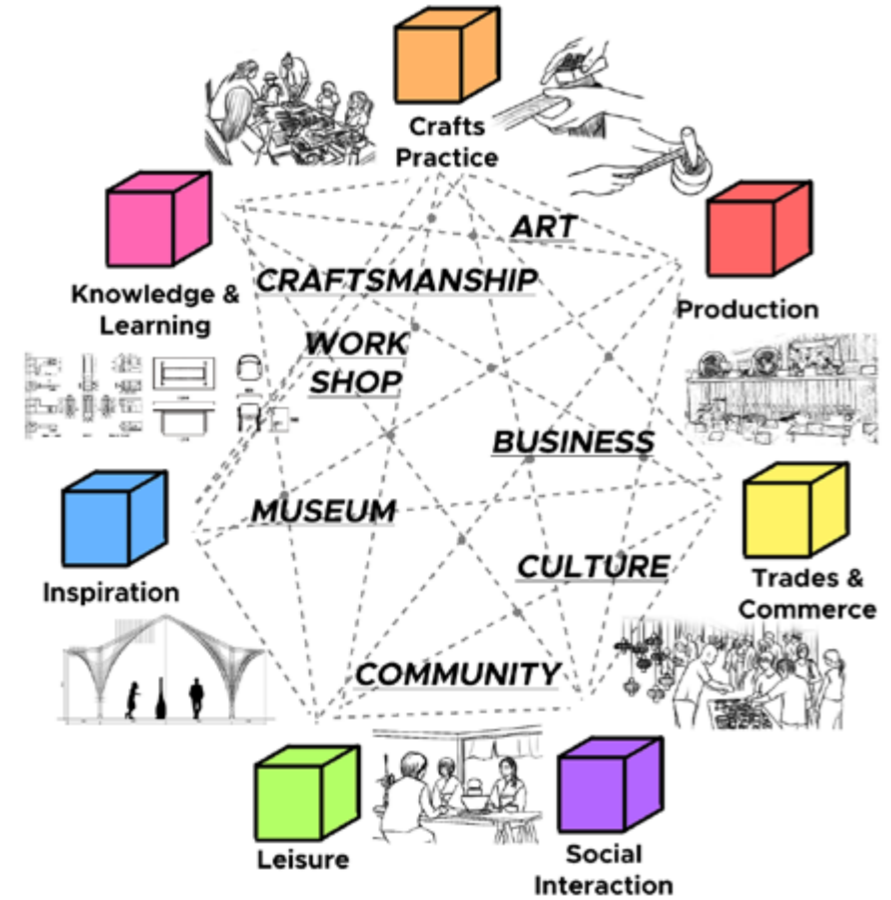 Crafts
Practice
ART
CRAFTSMANSHIP
Knowledge &
Learning
Production
WORK
SHOP
BUSINESS
MUSEUM
Inspiration
CULTURE
Trades &
Commerce
COMMUNITY
Leisure
Social
Interaction